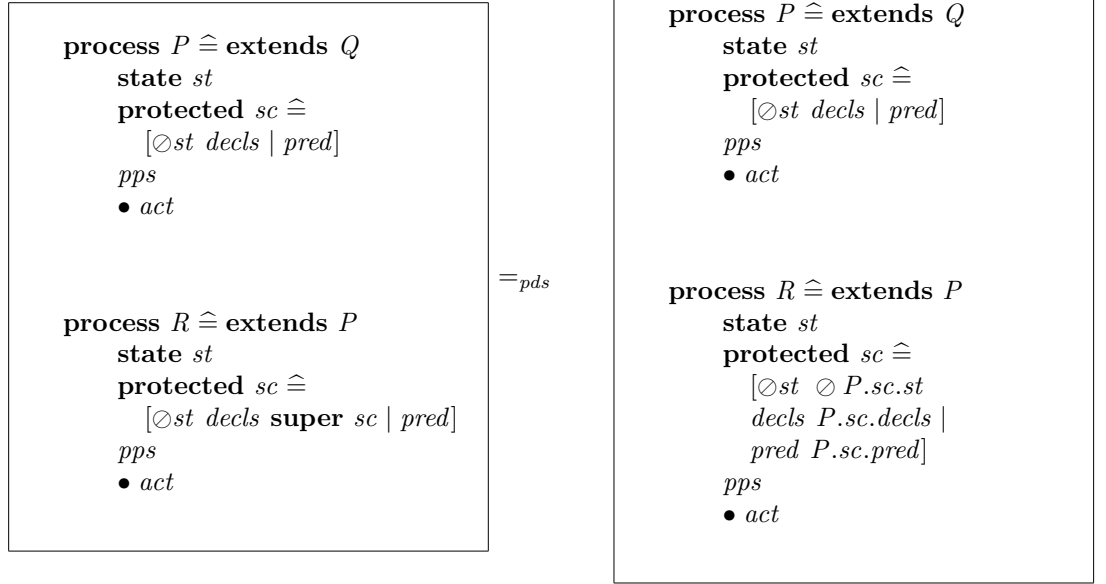 process P ≙ extends Q
state st
protected sc ≙
[⊘st decls | pred]
pps
• act
process R ≙ extends P
state st
protected sc ≙
[⊘st decls super sc | pred]
pps
• act
=pds
process P ≙ extends Q
state st
protected sc ≙
[⊘st decls | pred]
pps
• act
process R ≙ extends P
state st
protected sc ≙
[⊘st ⊘ P.sc.st
decls P.sc.decls |
pred P.sc.pred]
pps
• act